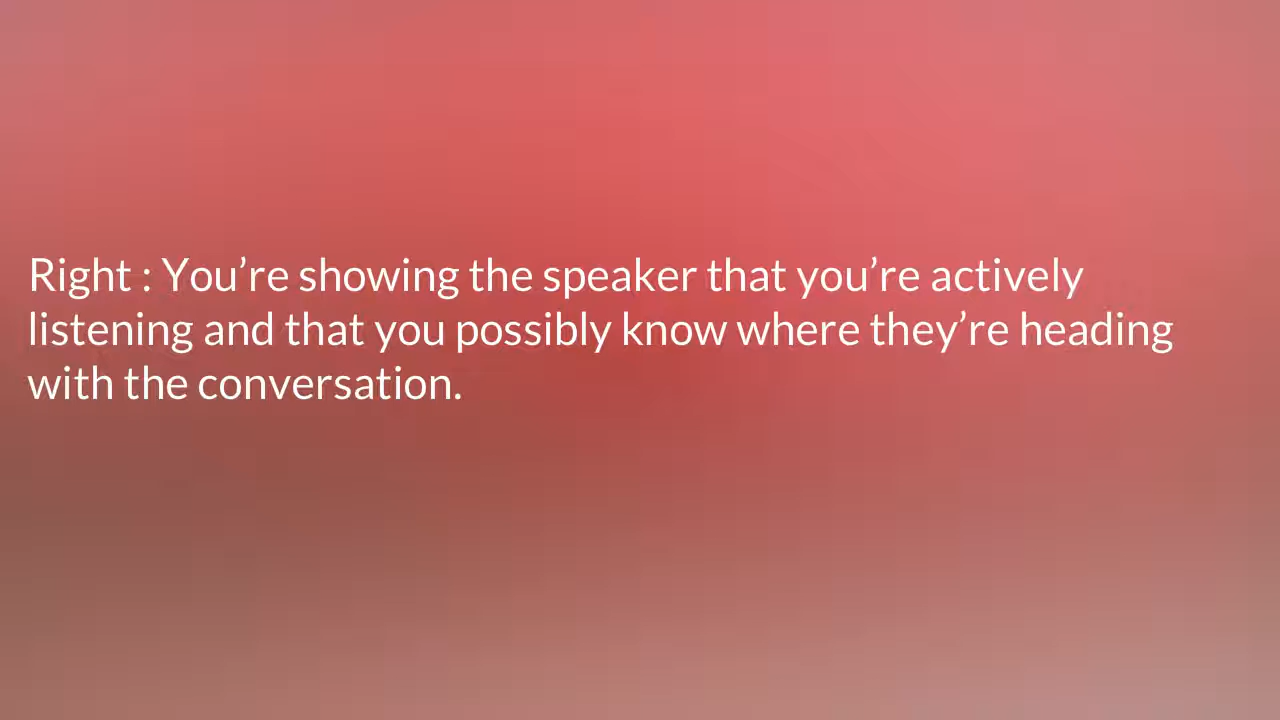 Right : You’re showing the speaker that you’re actively
listening and that you possibly know where they’re heading
with the conversation.